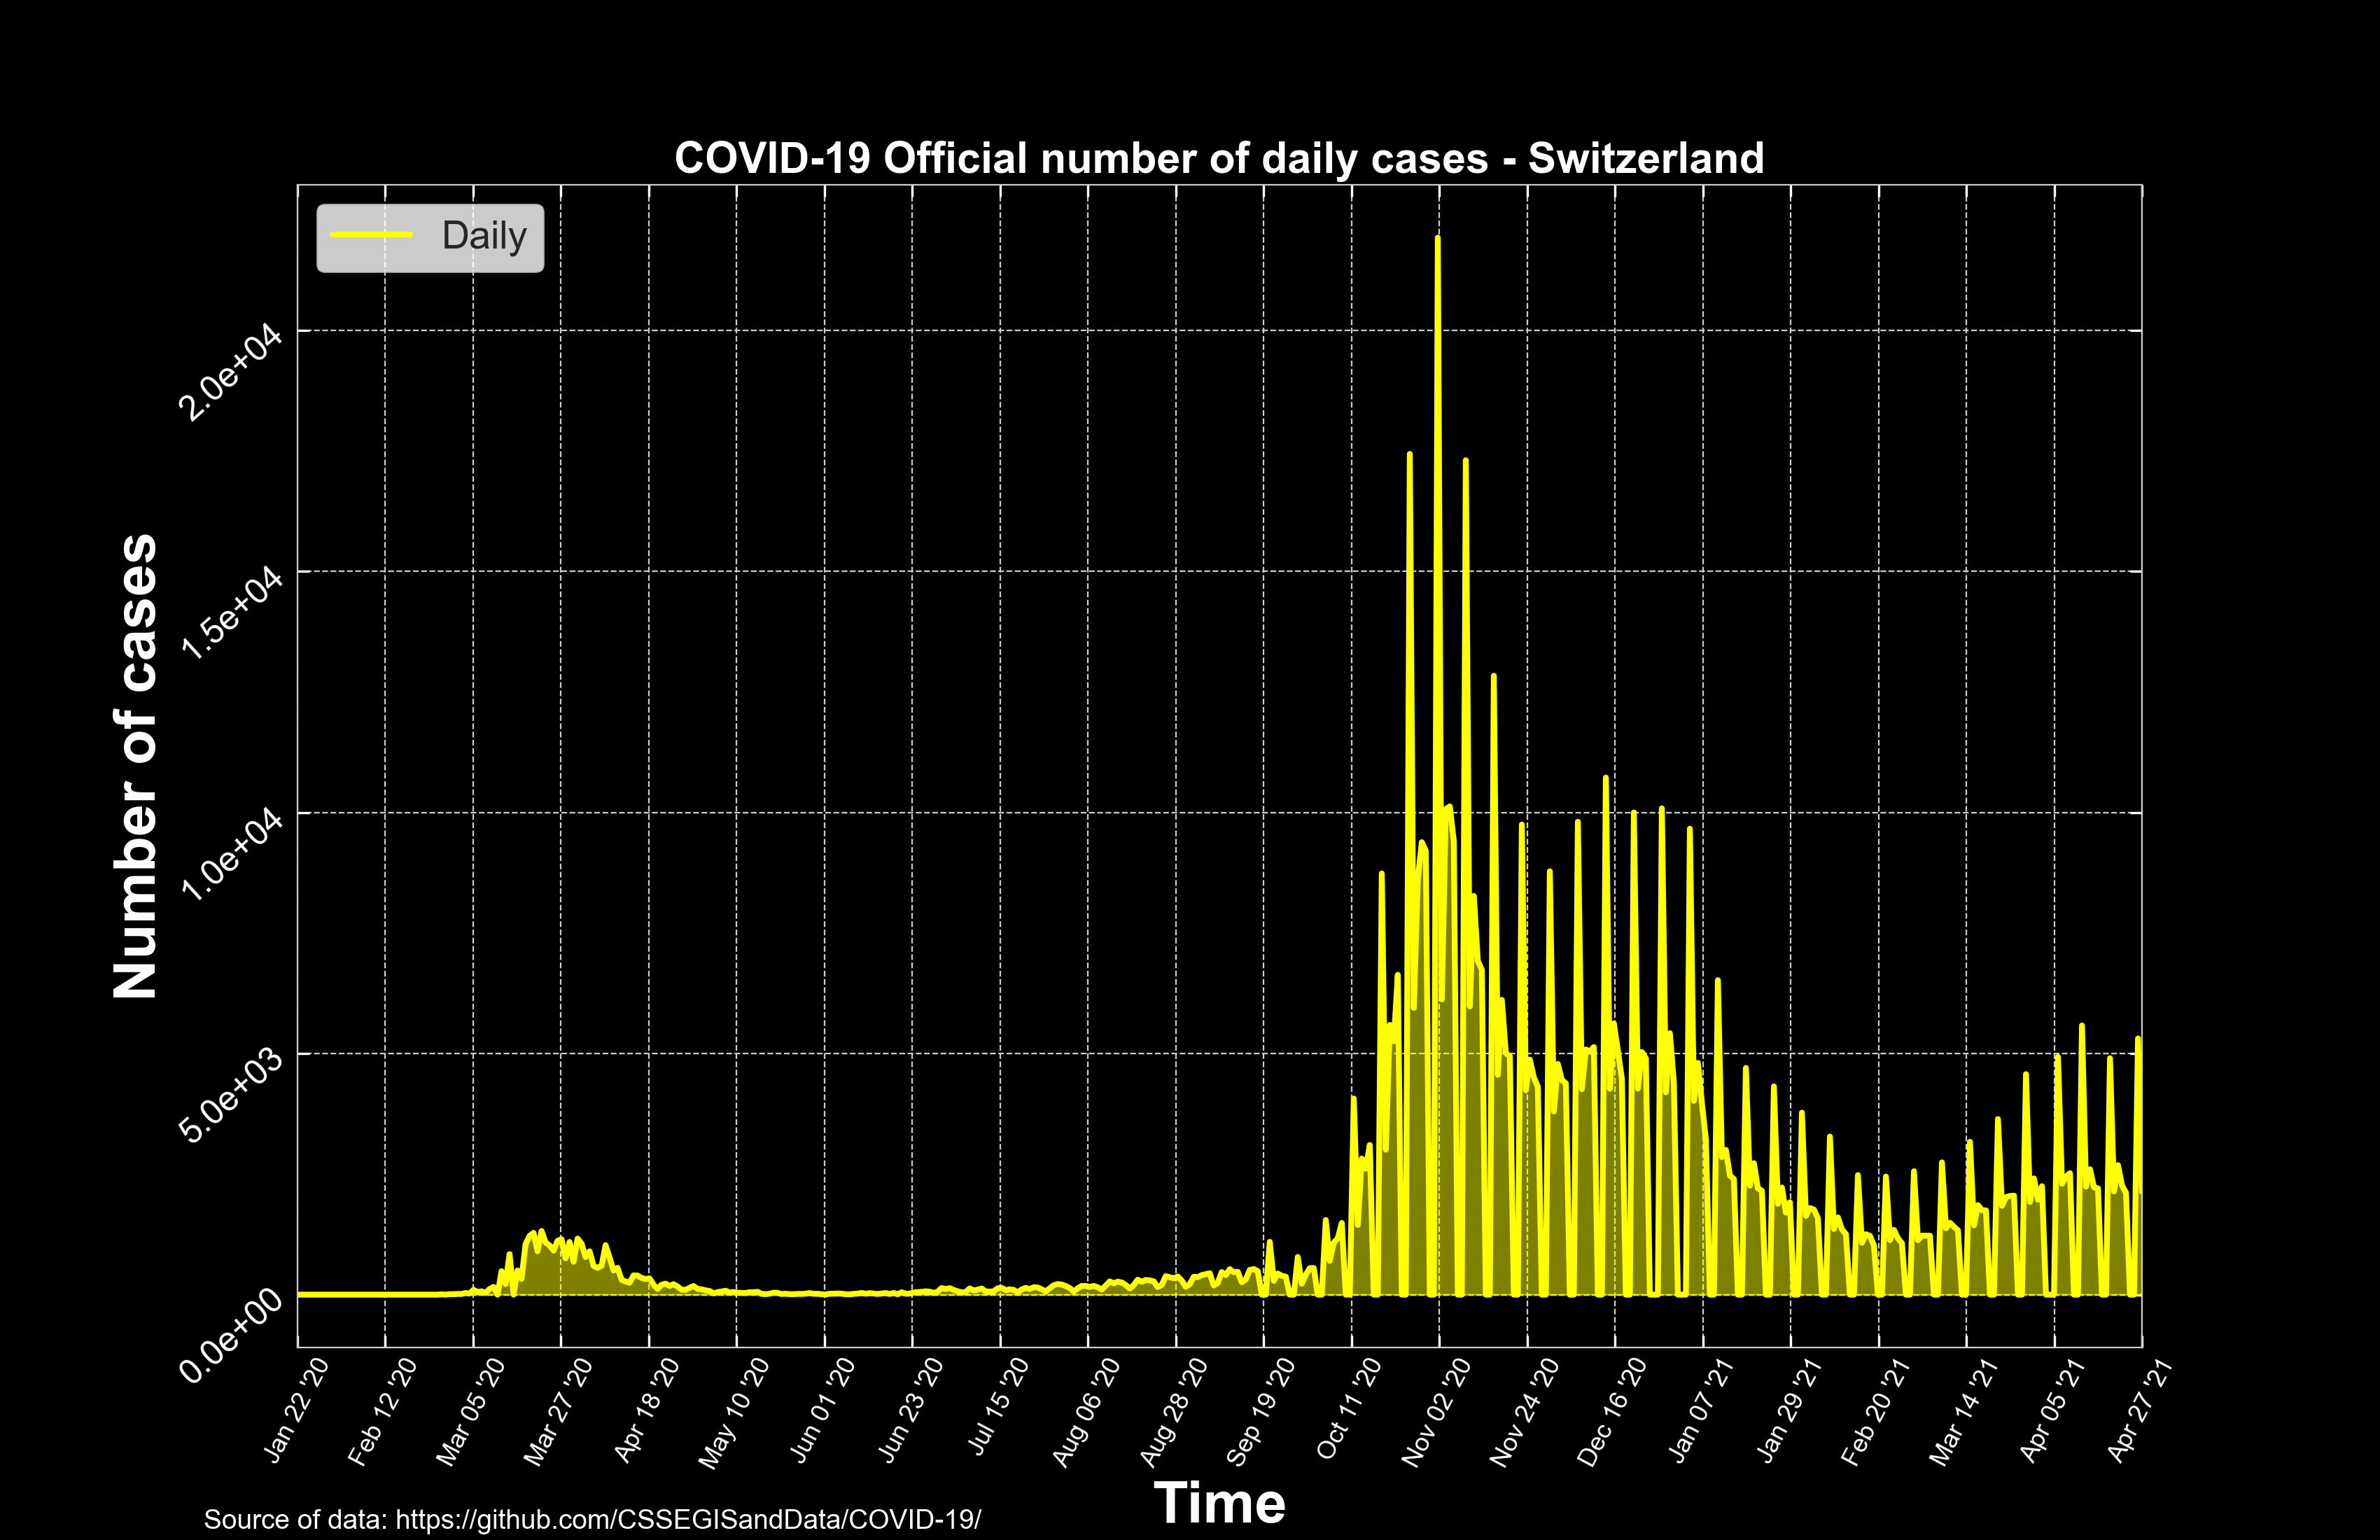 COVID-19 Official number of daily cases - Switzerland
Daily
Number of cases
2.0e+04
1.5e+04
1.0e+04
5.0e+03
0.0e+00
Jan 22 '20
Feb 12 '20
Mar 05 '20
Mar 27 '20
Apr 18 '20
May 10 '20
Jun 01 '20
Jun 23 '20
Jul 15 '20
Aug 06 '20
Aug 28 '20
Sep 19 '20
Oct 11 '20
Nov 02 '20
Nov 24 '20
Dec 16 '20
Jan 07 '21
Jan 29 '21
Feb 20 '21
Mar 14 '21
Apr 05 '21
Apr 27 '21
Time
Source of data: https://github.com/CSSEGISandData/COVID-19/